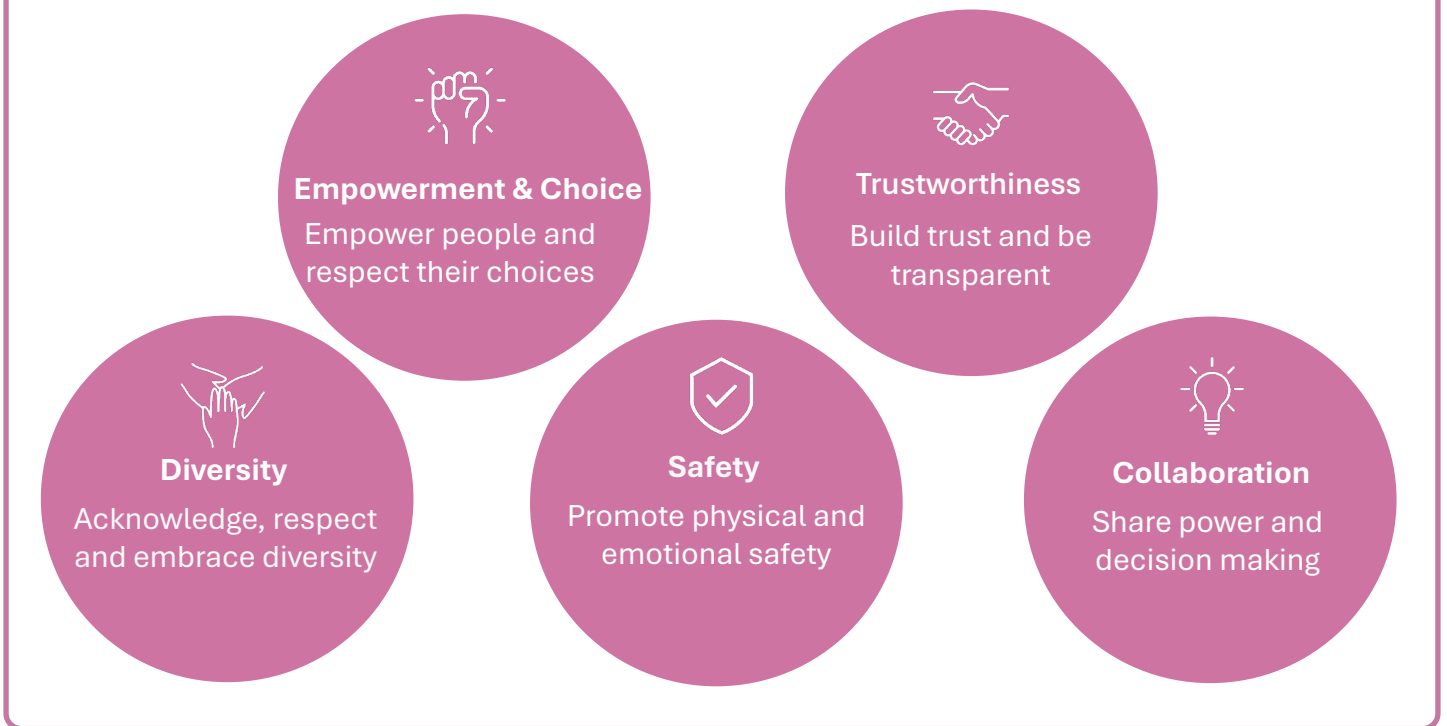 Empowerment & Choice
Empower people and
respect their choices
Trustworthiness
Build trust and be
transparent
Diversity
Acknowledge, respect
and embrace diversity
Safety
Promote physical and
emotional safety
Collaboration
Share power and
decision making